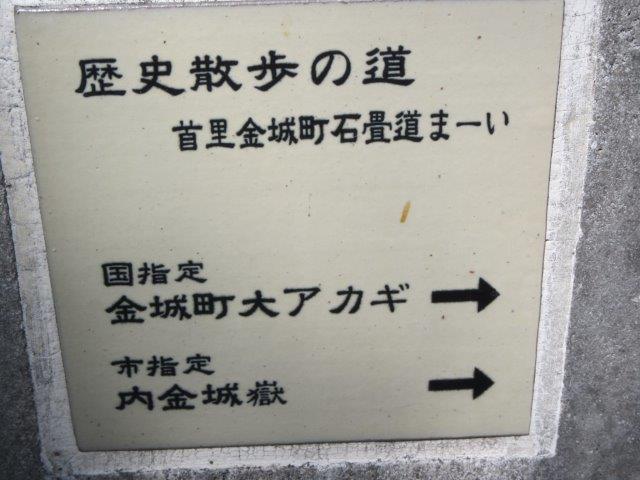 歴史散歩の道
首里金城町石畳道まーい
国指定
金城町大アカギ
市指定
内金城嶽